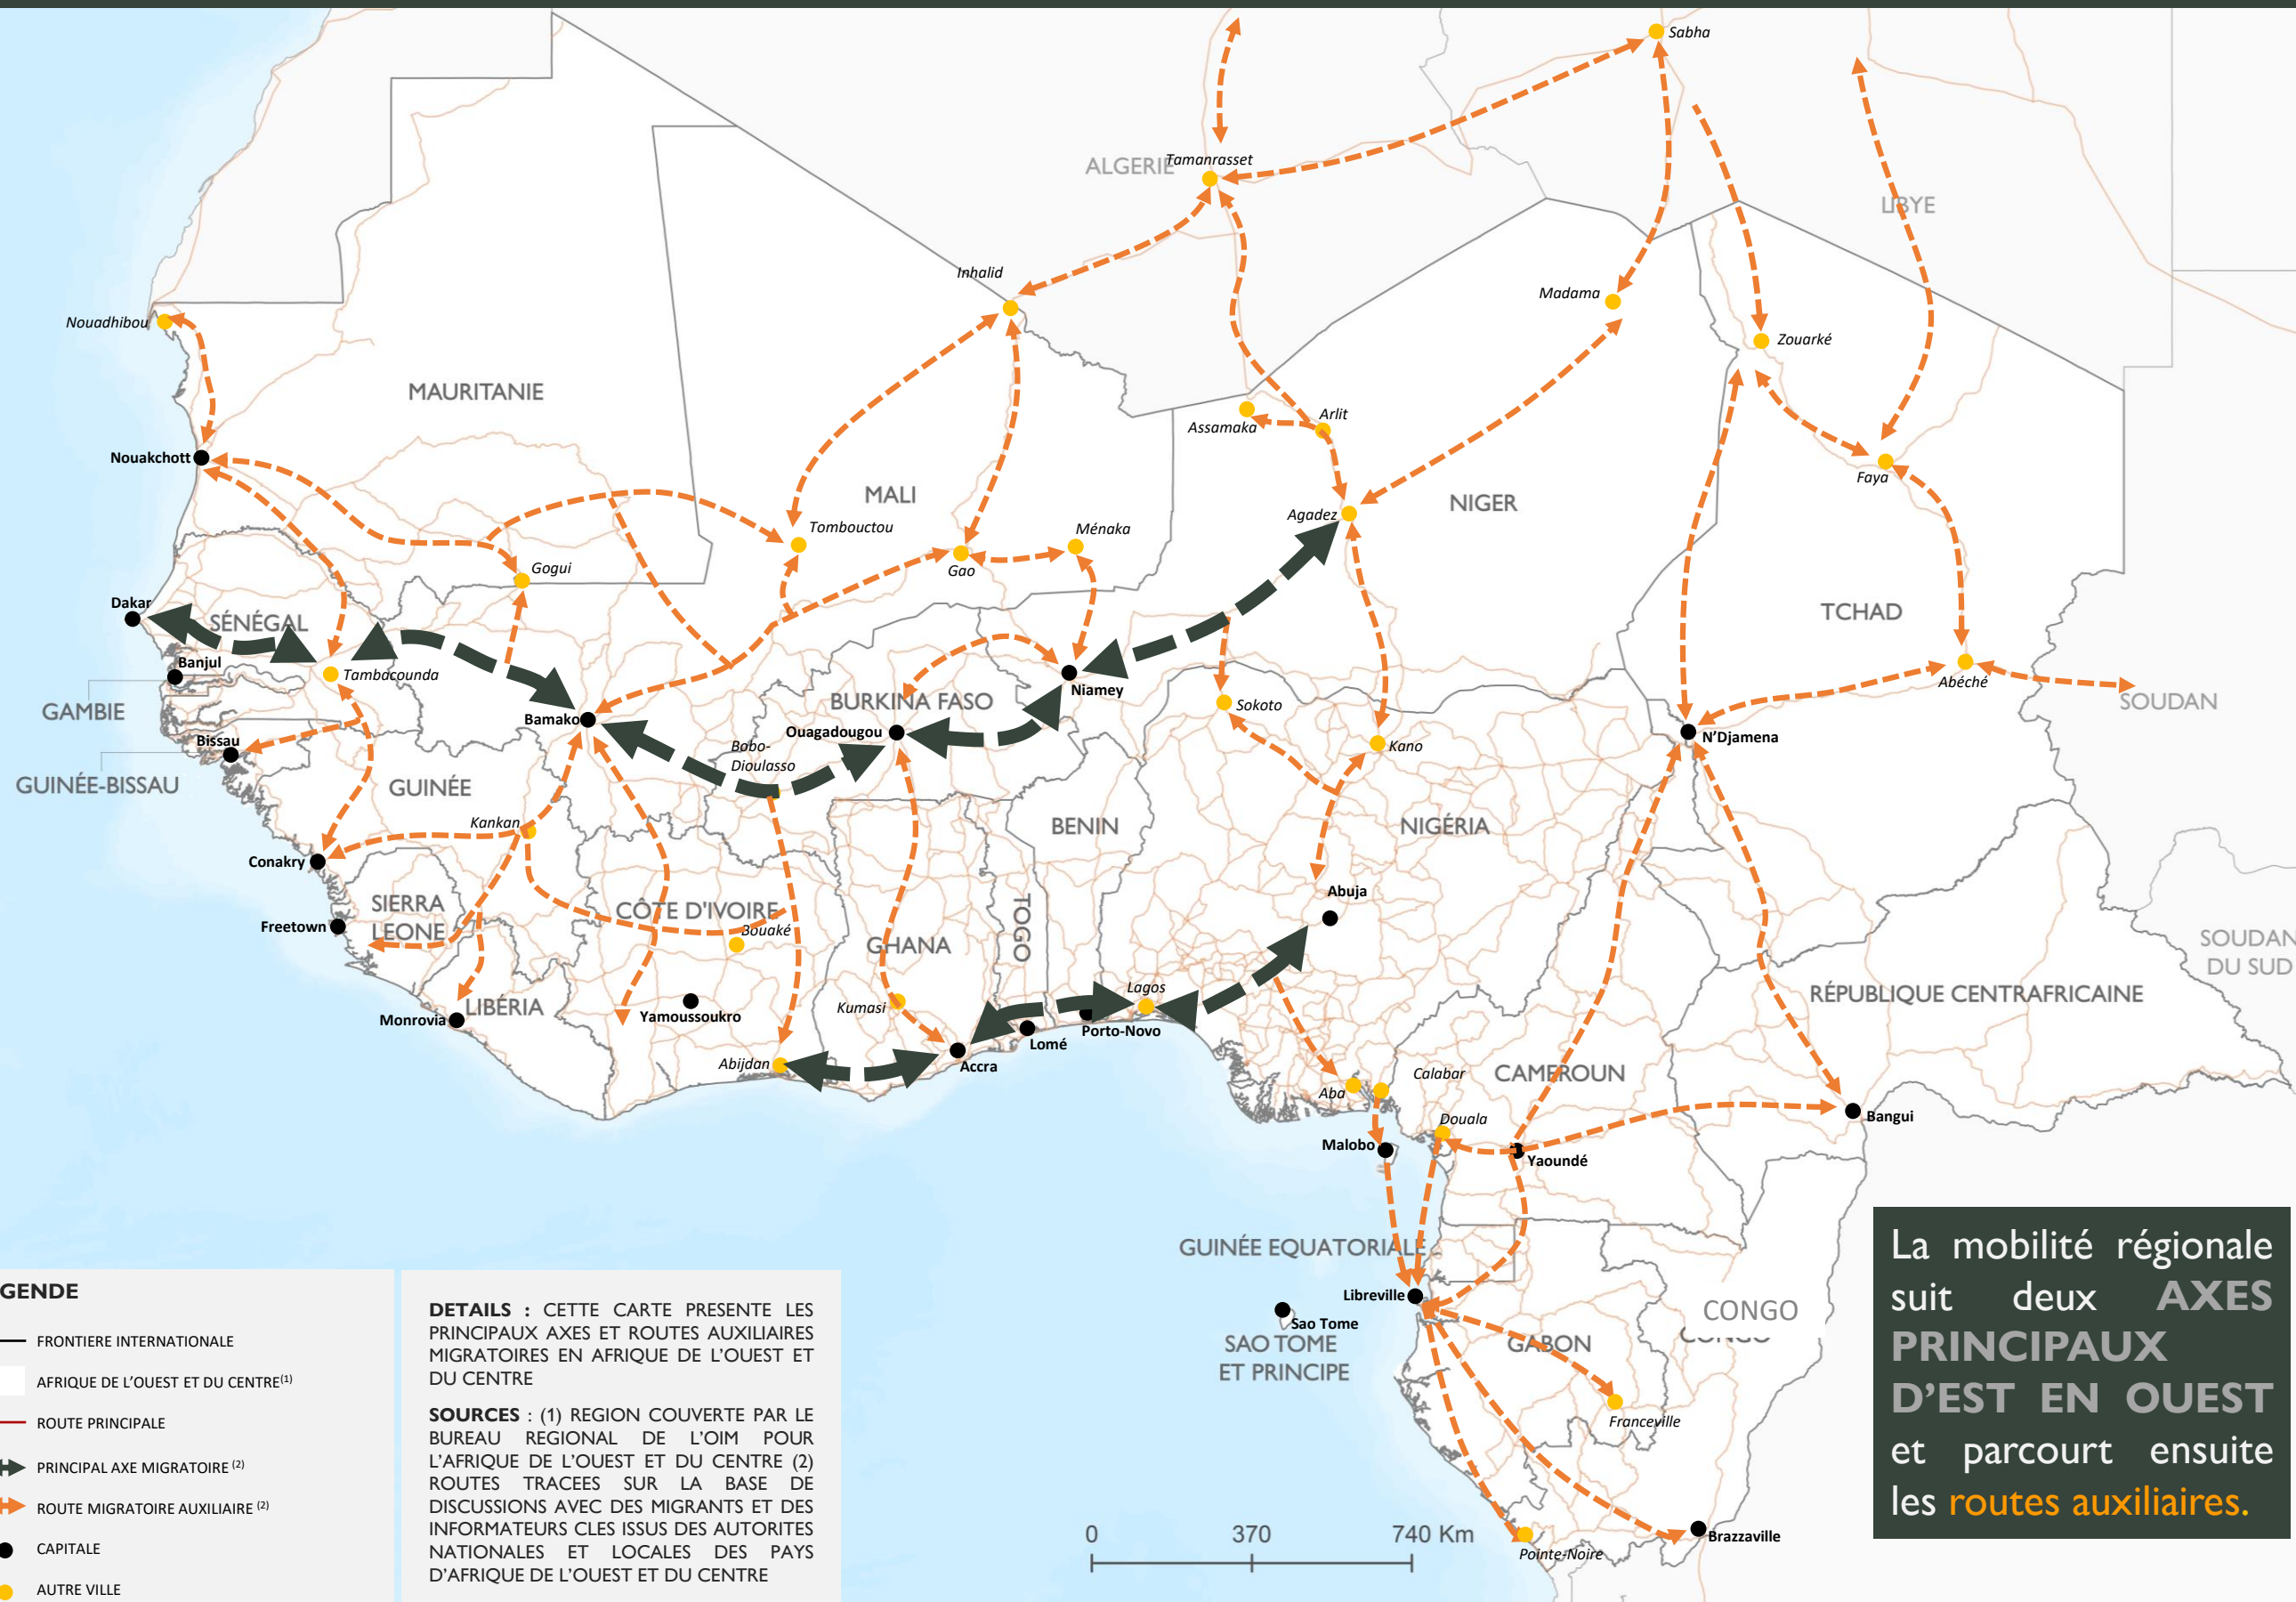 Sabha
Tamanrasset
ALGERIE
LIBYE
Inhalid
Madama
Nouadhibou
Zouarké
MAURITANIE
Arlit
Assamaka
Nouakchott
MALI
NIGER
Faya
Agadez
Tombouctou
Ménaka
Gogui
Gao
Dakar
SÉNÉGAL
TCHAD
Banjul
Tambacounda
Niamey
Abéché
SOUDAN
GAMBIE
BURKINA FASO
Sokoto
Bamako
Ouagadougou
Bissau
Bobo-
Dioulasso
N'Djamena
Kano
GUINÉE-BISSAU
GUINÉE
Kankan
BENIN
NIGÉRIA
Conakry
Abuja
SIERRA
LEONE
CÔTE D'IVOIRE
TOGO
Freetown
Bouaké
GHANA
SOUDAN
DU SUD
Lagos
RÉPUBLIQUE CENTRAFRICAINE
LIBÉRIA
Kumasi
Monrovia
Yamoussoukro
Porto-Novo
Lomé
Abijdan
Accra
Calabar
CAMEROUN
Aba
Bangui
Douala
Malobo
Yaoundé
GUINÉE EQUATORIALE
Libreville
CONGO
CONGO
Sao Tome
SAO TOME
ET PRINCIPE
GABON
Franceville
Brazzaville
Pointe-Noire
0 370 740 Km
GENDE
FRONTIERE INTERNATIONALE
AFRIQUE DE L'OUEST ET DU CENTRE(1)
ROUTE PRINCIPALE
PRINCIPAL AXE MIGRATOIRE (2)
ROUTE MIGRATOIRE AUXILIAIRE (2)
CAPITALE
AUTRE VILLE
DETAILS : CETTE CARTE PRESENTE LES
PRINCIPAUX AXES ET ROUTES AUXILIAIRES
MIGRATOIRES EN AFRIQUE DE L'OUEST ET
DU CENTRE
SOURCES : (1) REGION COUVERTE PAR LE
BUREAU REGIONAL DE L'OIM POUR
L'AFRIQUE DE L'OUEST ET DU CENTRE (2)
ROUTES TRACEES SUR LA BASE DE
DISCUSSIONS AVEC DES MIGRANTS ET DES
INFORMATEURS CLES ISSUS DES AUTORITES
NATIONALES ET LOCALES DES PAYS
D'AFRIQUE DE L'OUEST ET DU CENTRE
La mobilité régionale
suit deux AXES
PRINCIPAUX
D'EST EN OUEST
et parcourt ensuite
les routes auxiliaires.